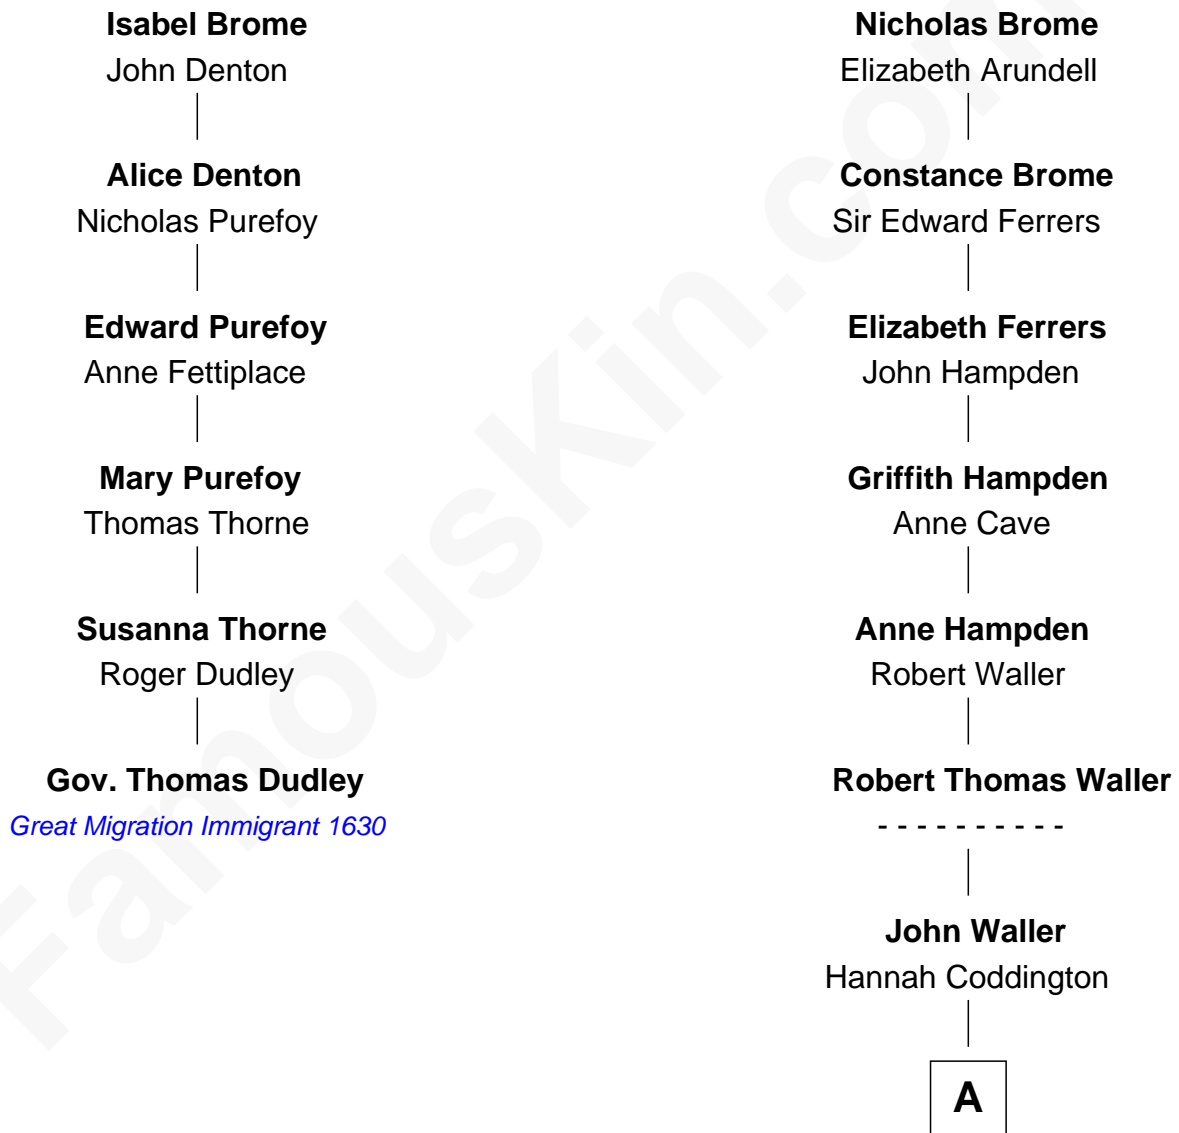 Isabel Brome
John Denton
Alice Denton
Nicholas Purefoy
Edward Purefoy
Anne Fettiplace
Mary Purefoy
Thomas Thorne
Susanna Thorne
Roger Dudley
Gov. Thomas Dudley
Great Migration Immigrant 1630
Nicholas Brome
Elizabeth Arundell
Constance Brome
Sir Edward Ferrers
Elizabeth Ferrers
John Hampden
Griffith Hampden
Anne Cave
Anne Hampden
Robert Waller
Robert Thomas Waller
- - - - - - - - - -
John Waller
Hannah Coddington
A
FamousKin.com